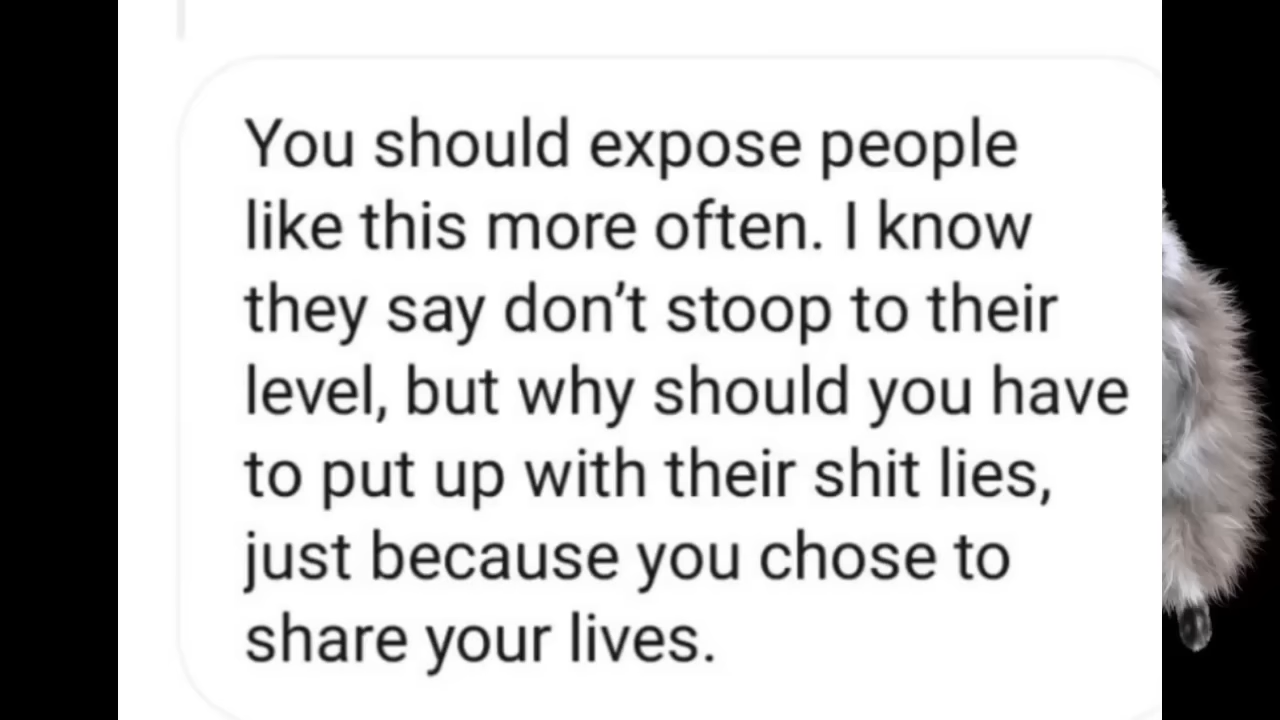 You should expose people
like this more often. I know
they say don’t stoop to their
level, but why should you have
to put up with their shit lies,
just because you chose to
share your lives.